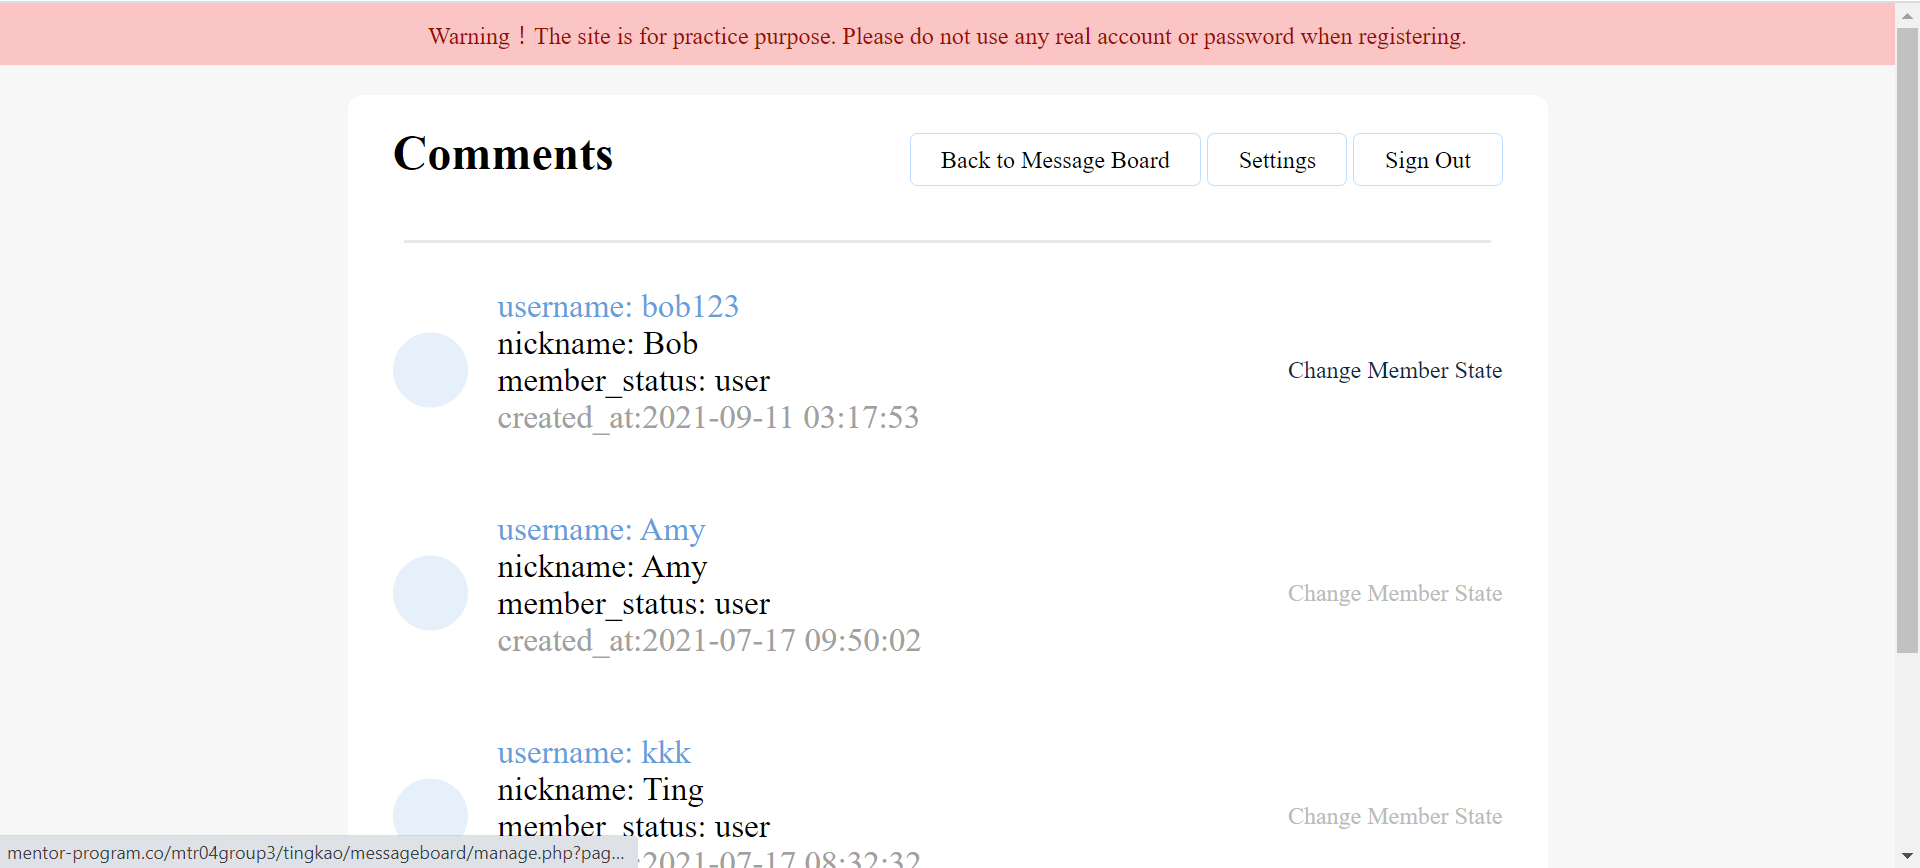 Warning！The site is for practice purpose. Please do not use any real account or password when registering.
Comments
Back to Message Board
Settings
Sign Out
username: bob123
nickname: Bob
member_status: user
created_at:2021-09-11 03:17:53
Change Member State
username: Amy
nickname: Amy
member_status: user
created_at:2021-07-17 09:50:02
Change Member State
username: kkk
nickname: Ting
member_status: user
:2021-07-17 08:32:32
Change Member State
mentor-program.co/mtr04group3/tingkao/messageboard/manage.php?pag...